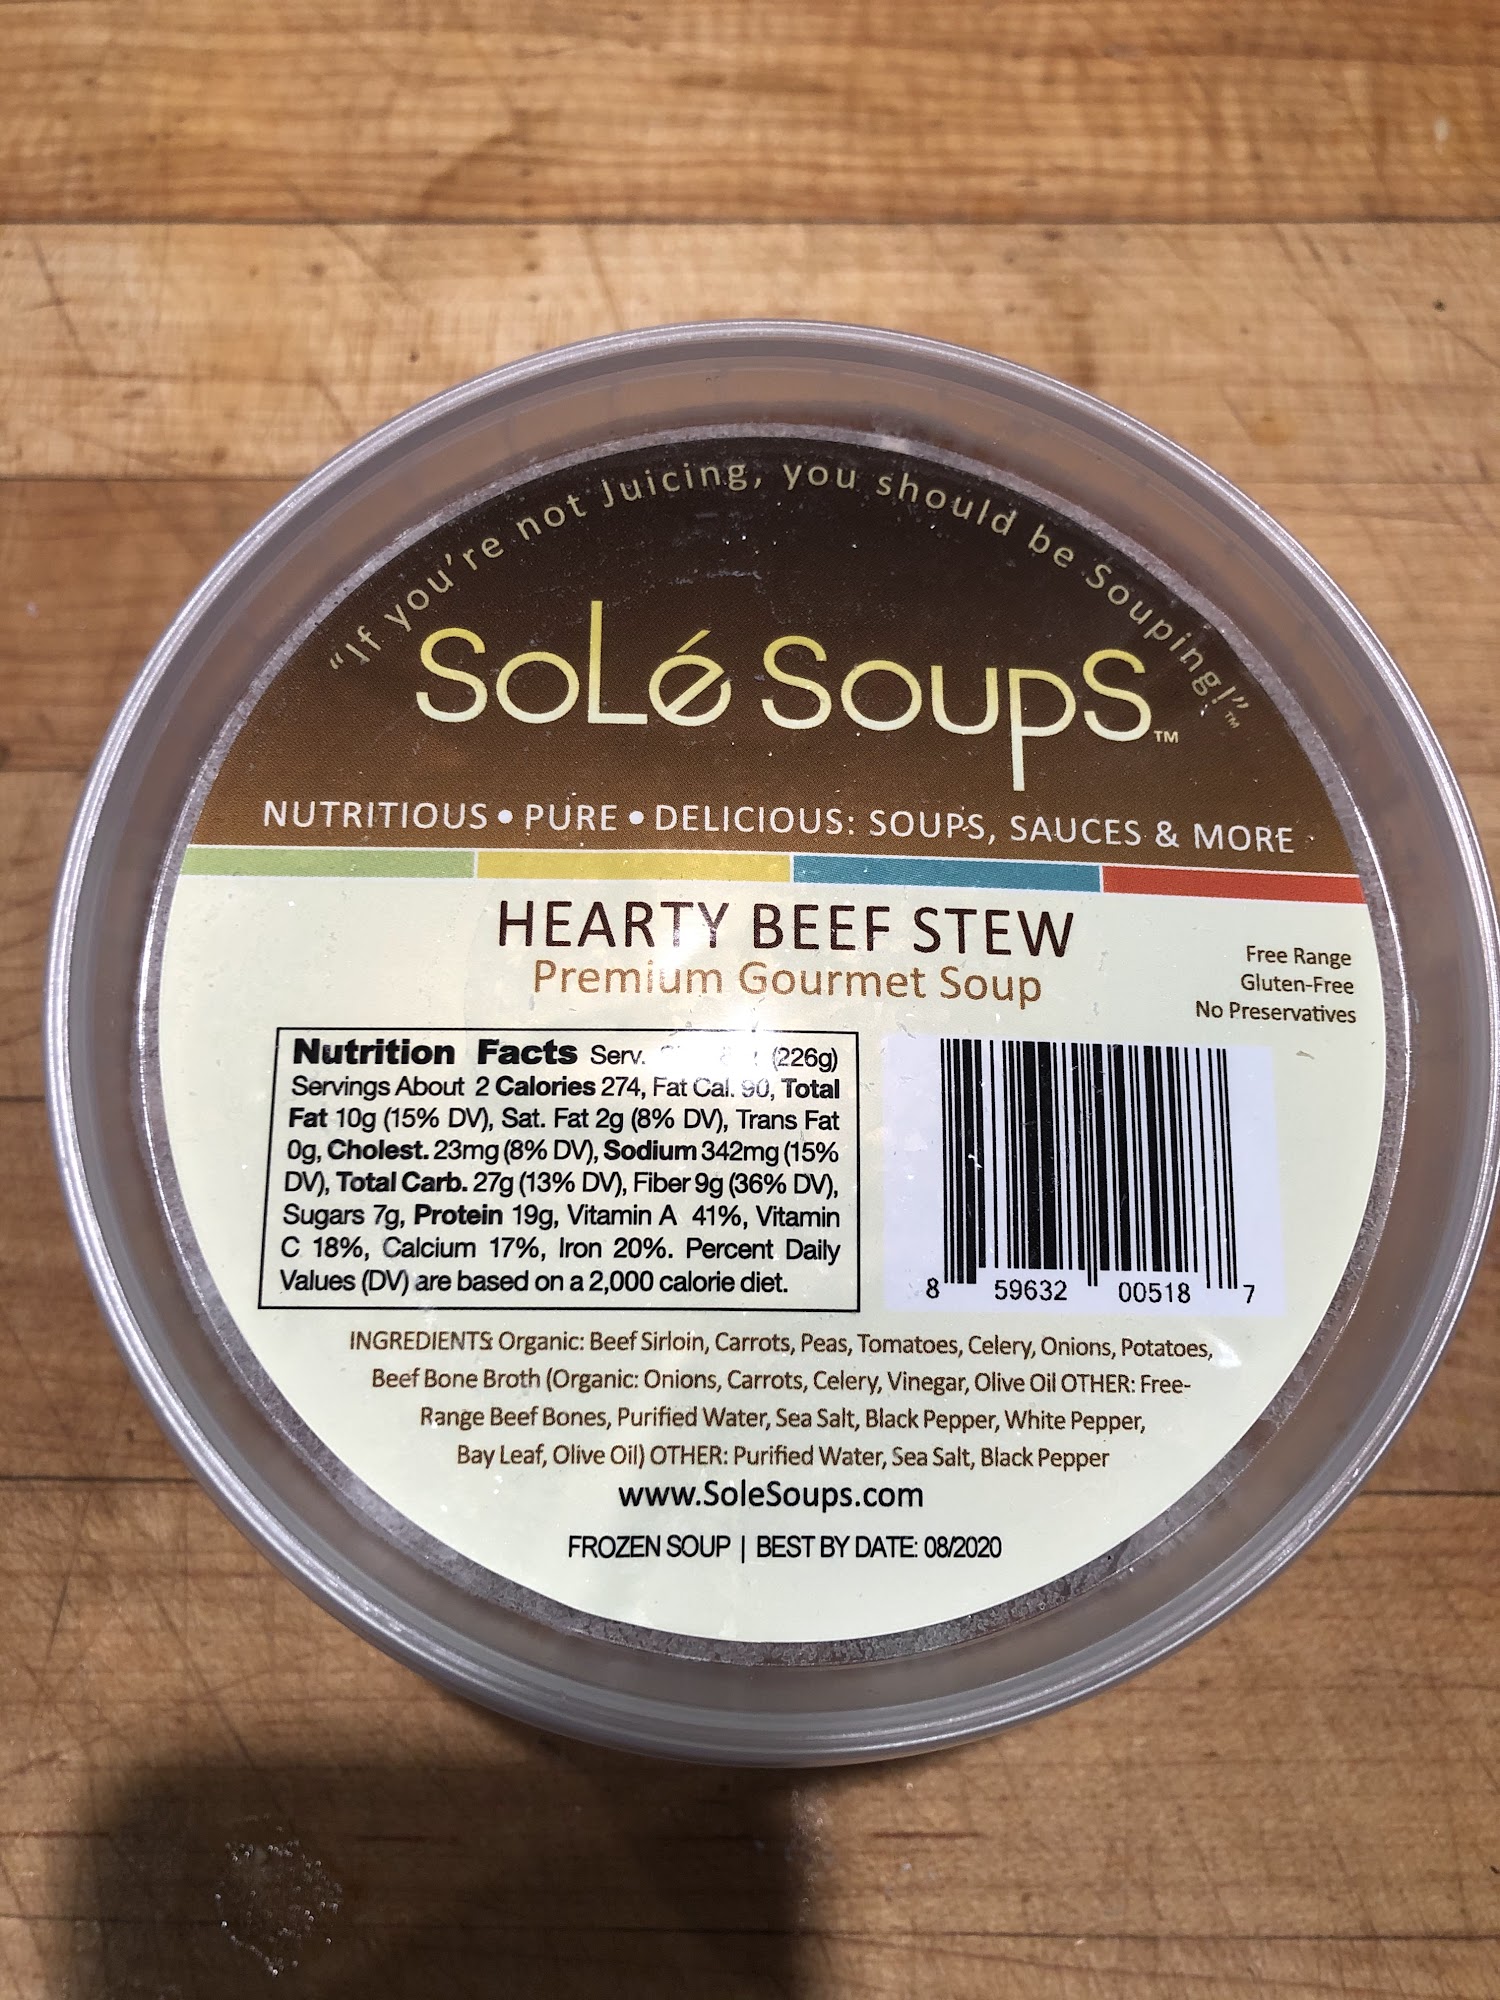 “If you're not Juicing, you should be Souping!”™
SoLé SoupS™
NUTRITIOUS • PURE • DELICIOUS: SOUPS, SAUCES & MORE
HEARTY BEEF STEW
Premium Gourmet Soup
Free Range
Gluten-Free
No Preservatives
Nutrition Facts Serv. (226g)
Servings About 2 Calories 274, Fat Cal. 90, Total
Fat 10g (15% DV), Sat. Fat 2g (8% DV), Trans Fat
0g, Cholest. 23mg (8% DV), Sodium 342mg (15%
DV), Total Carb. 27g (13% DV), Fiber 9g (36% DV),
Sugars 7g, Protein 19g, Vitamin A 41%, Vitamin
C 18%, Calcium 17%, Iron 20%. Percent Daily
Values (DV) are based on a 2,000 calorie diet.
8 59632 00518 7
INGREDIENTS Organic: Beef Sirloin, Carrots, Peas, Tomatoes, Celery, Onions, Potatoes,
Beef Bone Broth (Organic: Onions, Carrots, Celery, Vinegar, Olive Oil OTHER: Free-
Range Beef Bones, Purified Water, Sea Salt, Black Pepper, White Pepper,
Bay Leaf, Olive Oil) OTHER: Purified Water, Sea Salt, Black Pepper
www.SoleSoups.com
FROZEN SOUP | BEST BY DATE: 08/2020